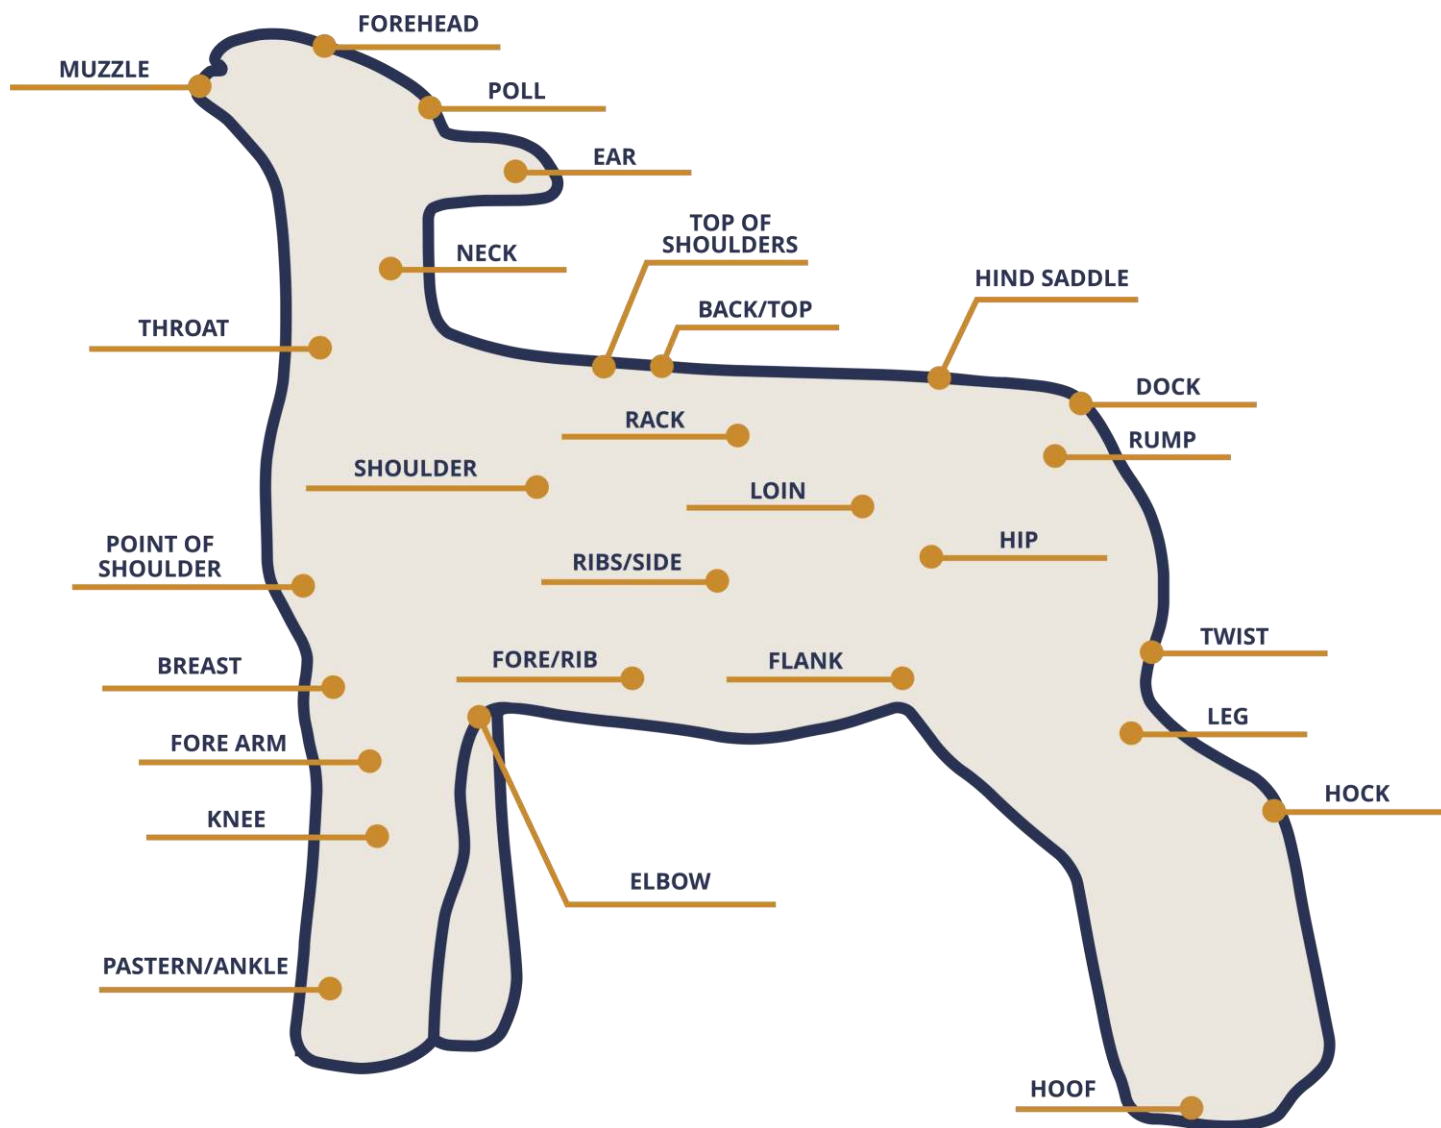 FOREHEAD
MUZZLE
POLL
EAR
TOP OF
SHOULDERS
NECK
HIND SADDLE
BACK/TOP
THROAT
DOCK
RACK
RUMP
SHOULDER
LOIN
POINT OF
SHOULDER
HIP
RIBS/SIDE
TWIST
BREAST
FORE/RIB
FLANK
LEG
FORE ARM
HOCK
KNEE
ELBOW
PASTERN/ANKLE
HOOF